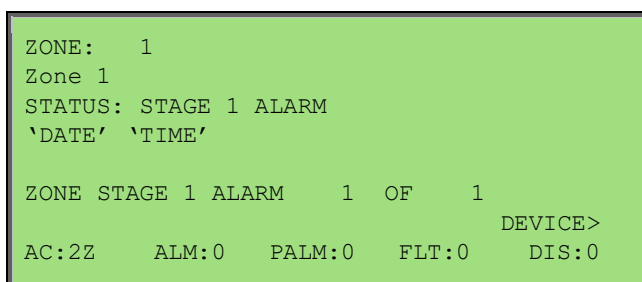 ZONE: 1
Zone 1
STATUS: STAGE 1 ALARM
‘DATE’ ‘TIME’
ZONE STAGE 1 ALARM 1 OF 1
DEVICE>
AC:2Z ALM:0 PALM:0 FLT:0 DIS:0